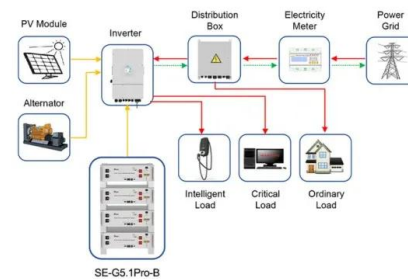 PV Module
Inverter
Distribution
Box
Electricity
Meter
Power
Grid
Alternator
Intelligent
Load
Critical
Load
Ordinary
Load
SE-G5.1Pro-B